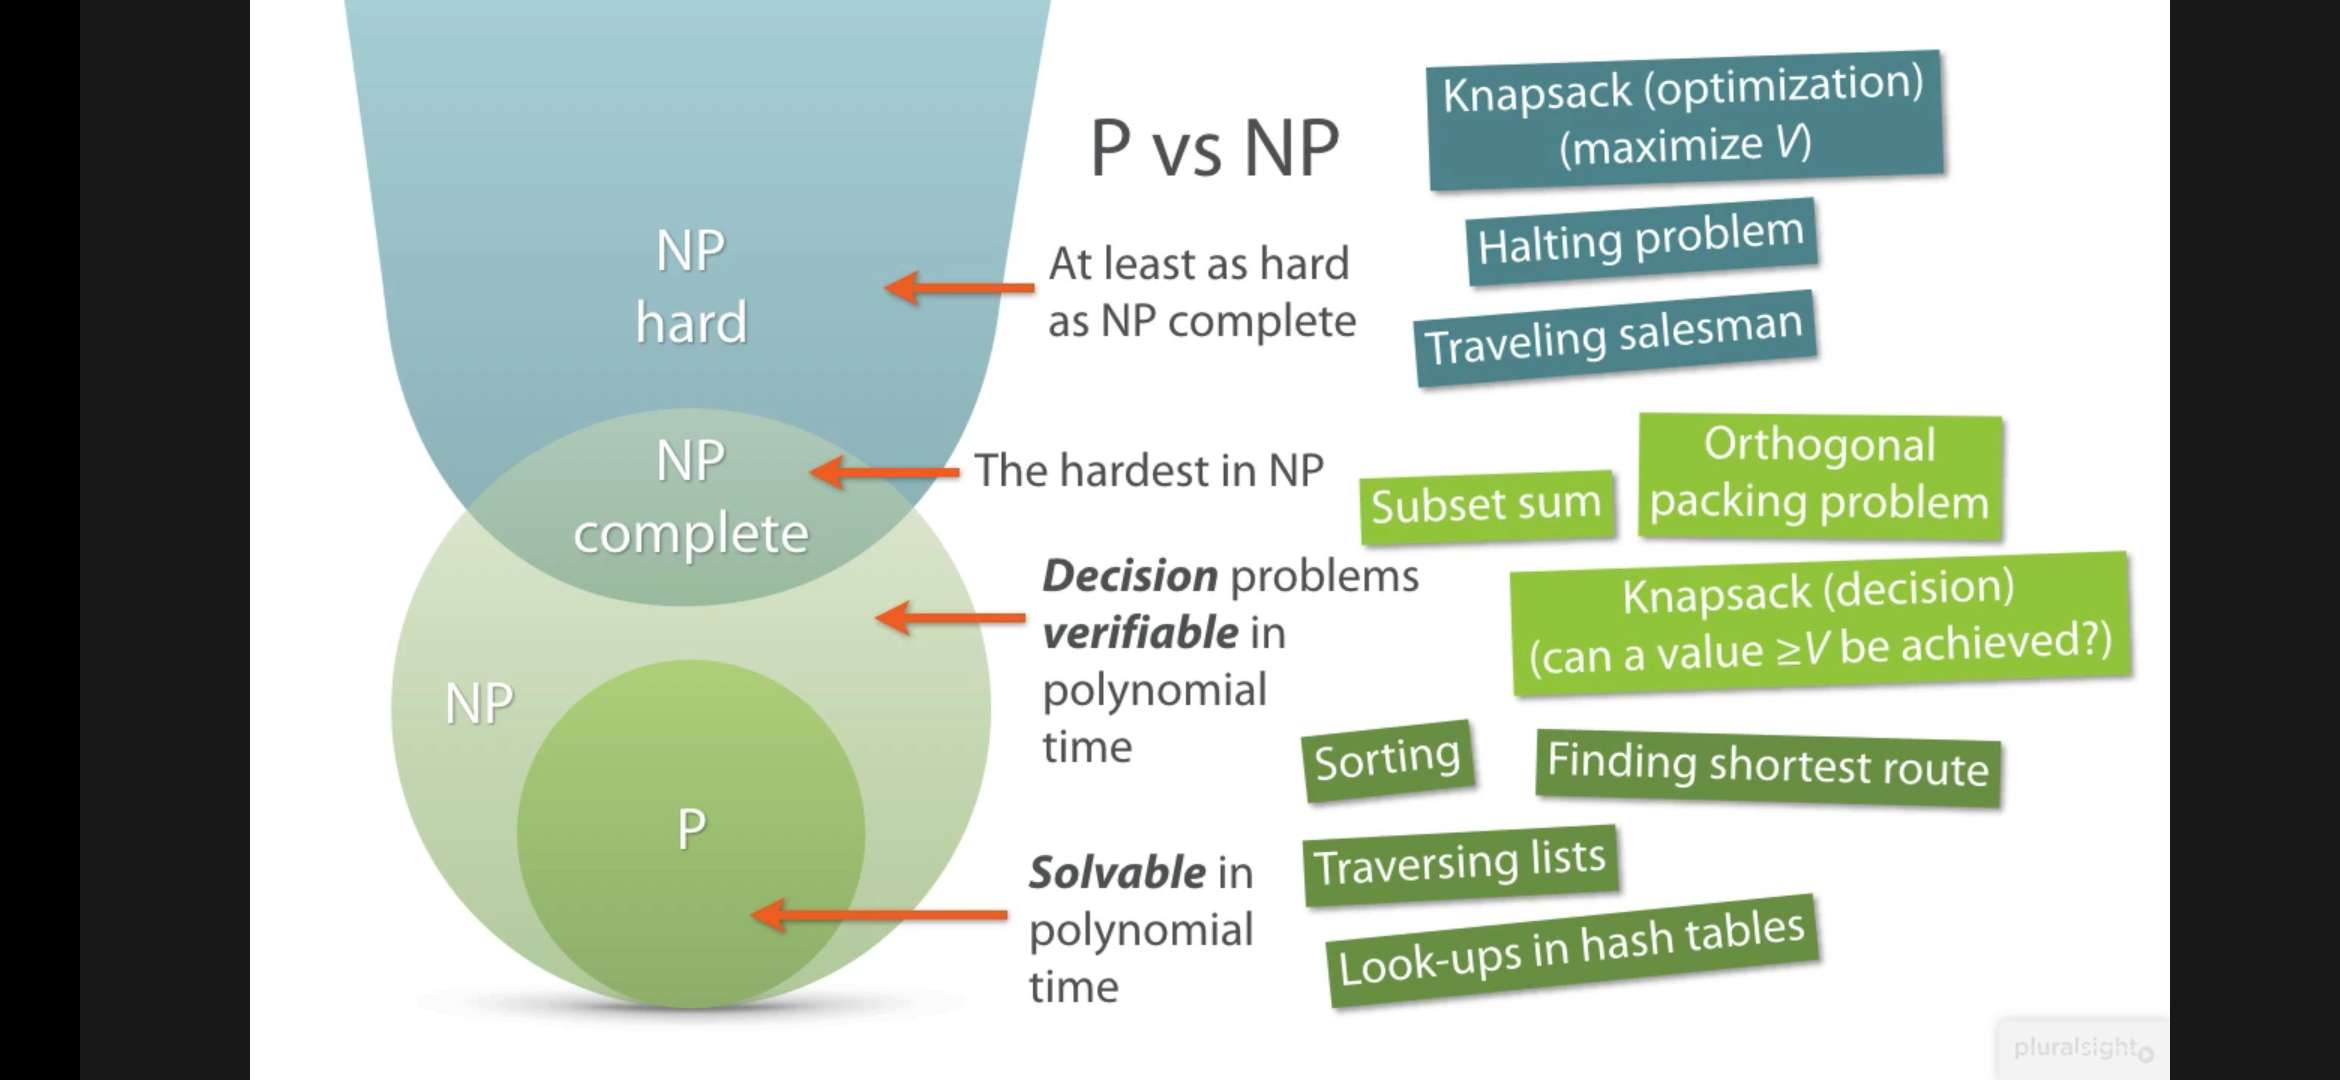 P vs NP
NP
hard
At least as hard
as NP complete
Knapsack (optimization)
(maximize V)
Halting problem
Traveling salesman
NP
complete
The hardest in NP
Subset sum
Orthogonal
packing problem
Knapsack (decision)
(can a value ≥V be achieved?)
NP
Decision problems
verifiable in
polynomial
time
P
Solvable in
polynomial
time
Sorting
Finding shortest route
Traversing lists
Look-ups in hash tables
pluralsight